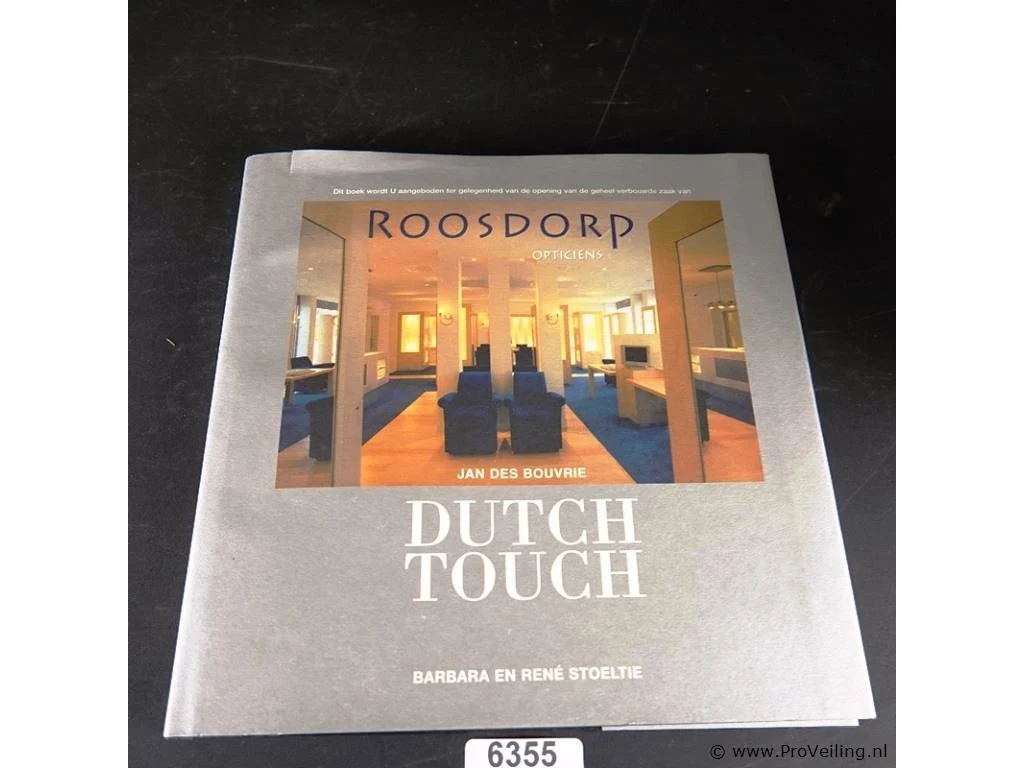 Dit boek wordt U aangeboden ter gelegenheid van de opening van de geheel verbouwde zaak van
ROOSDORP
OPTICIENS
JAN DES BOUVRIE
DUTCH
TOUCH
BARBARA EN RENÉ STOELTIE
6355
© www.ProVeiling.nl